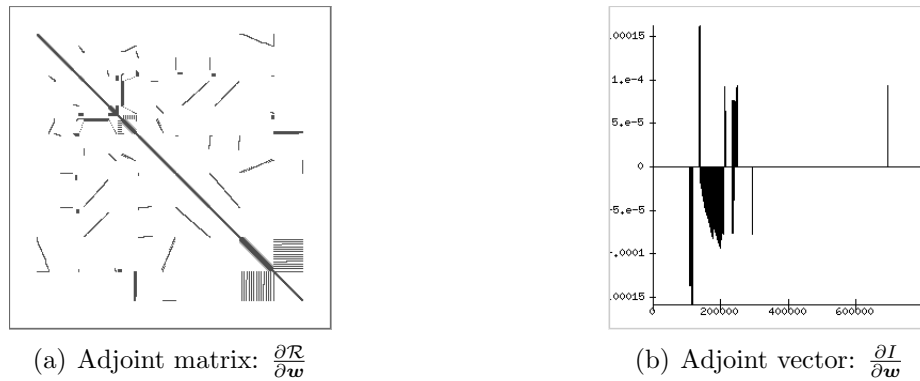 .00015
1.e-4
5.e-5
0
-5.e-5
-.0001
.00015
0 200000 400000 600000
(a) Adjoint matrix: ∂R/∂w
(b) Adjoint vector: ∂I/∂w